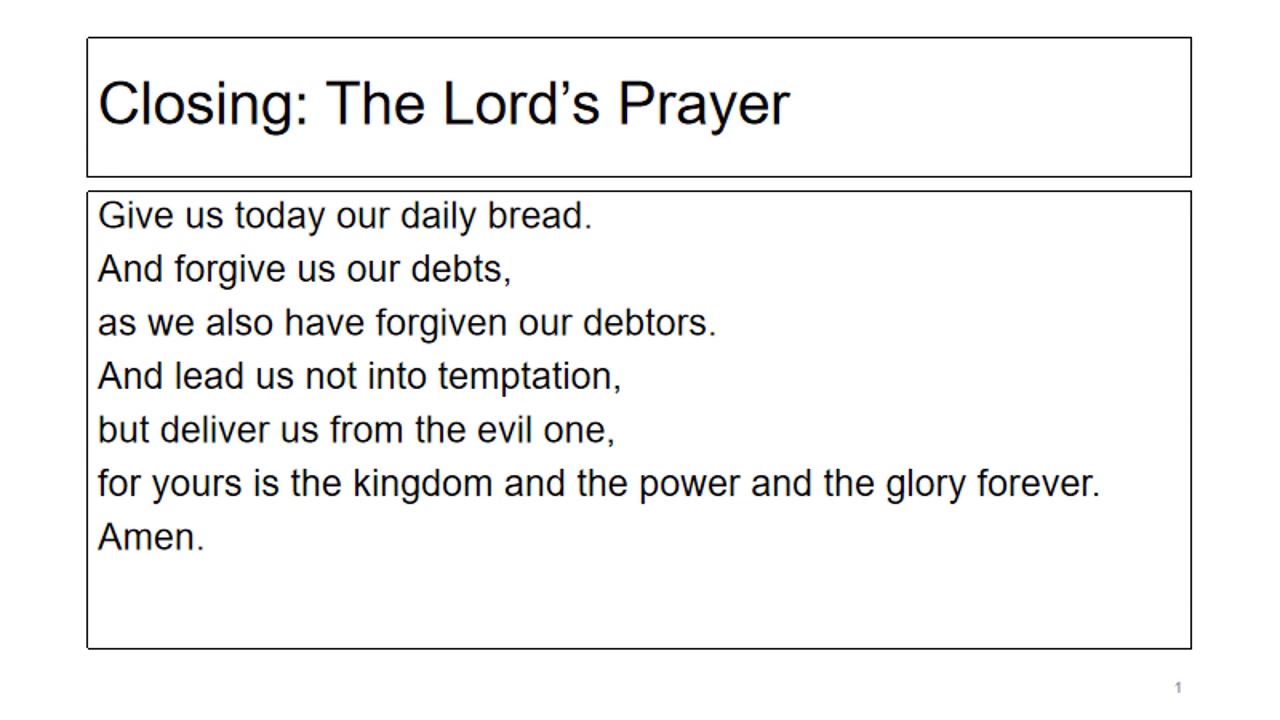 Closing: The Lord’s Prayer
Give us today our daily bread.
And forgive us our debts,
as we also have forgiven our debtors.
And lead us not into temptation,
but deliver us from the evil one,
for yours is the kingdom and the power and the glory forever.
Amen.
1